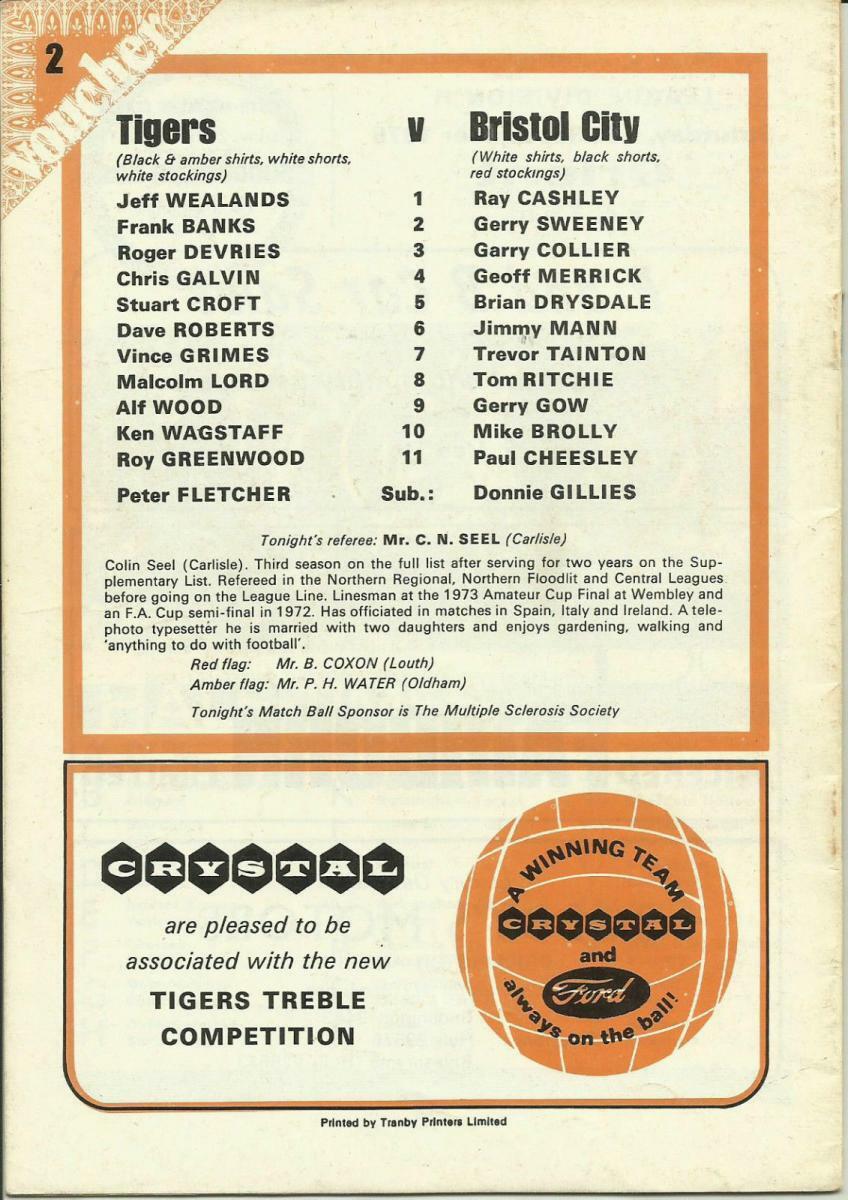 2
Voucher
Tigers v Bristol City
(Black & amber shirts, white shorts, white stockings)
(White shirts, black shorts, red stockings)
Jeff WEALANDS 1 Ray CASHLEY
Frank BANKS 2 Gerry SWEENEY
Roger DEVRIES 3 Garry COLLIER
Chris GALVIN 4 Geoff MERRICK
Stuart CROFT 5 Brian DRYSDALE
Dave ROBERTS 6 Jimmy MANN
Vince GRIMES 7 Trevor TAINTON
Malcolm LORD 8 Tom RITCHIE
Alf WOOD 9 Gerry GOW
Ken WAGSTAFF 10 Mike BROLLY
Roy GREENWOOD 11 Paul CHEESLEY
Peter FLETCHER Sub.: Donnie GILLIES
Tonight's referee: Mr. C. N. SEEL (Carlisle)
Colin Seel (Carlisle). Third season on the full list after serving for two years on the Sup-
plementary List. Refereed in the Northern Regional, Northern Floodlit and Central Leagues
before going on the League Line. Linesman at the 1973 Amateur Cup Final at Wembley and
an F.A. Cup semi-final in 1972. Has officiated in matches in Spain, Italy and Ireland. A tele-
photo typesetter he is married with two daughters and enjoys gardening, walking and
'anything to do with football'.
Red flag: Mr. B. COXON (Louth)
Amber flag: Mr. P. H. WATER (Oldham)
Tonight's Match Ball Sponsor is The Multiple Sclerosis Society
CRYSTAL
are pleased to be
associated with the new
TIGERS TREBLE
COMPETITION
A WINNING TEAM
CRYSTAL
and
Ford
always on the ball!
Printed by Tranby Printers Limited